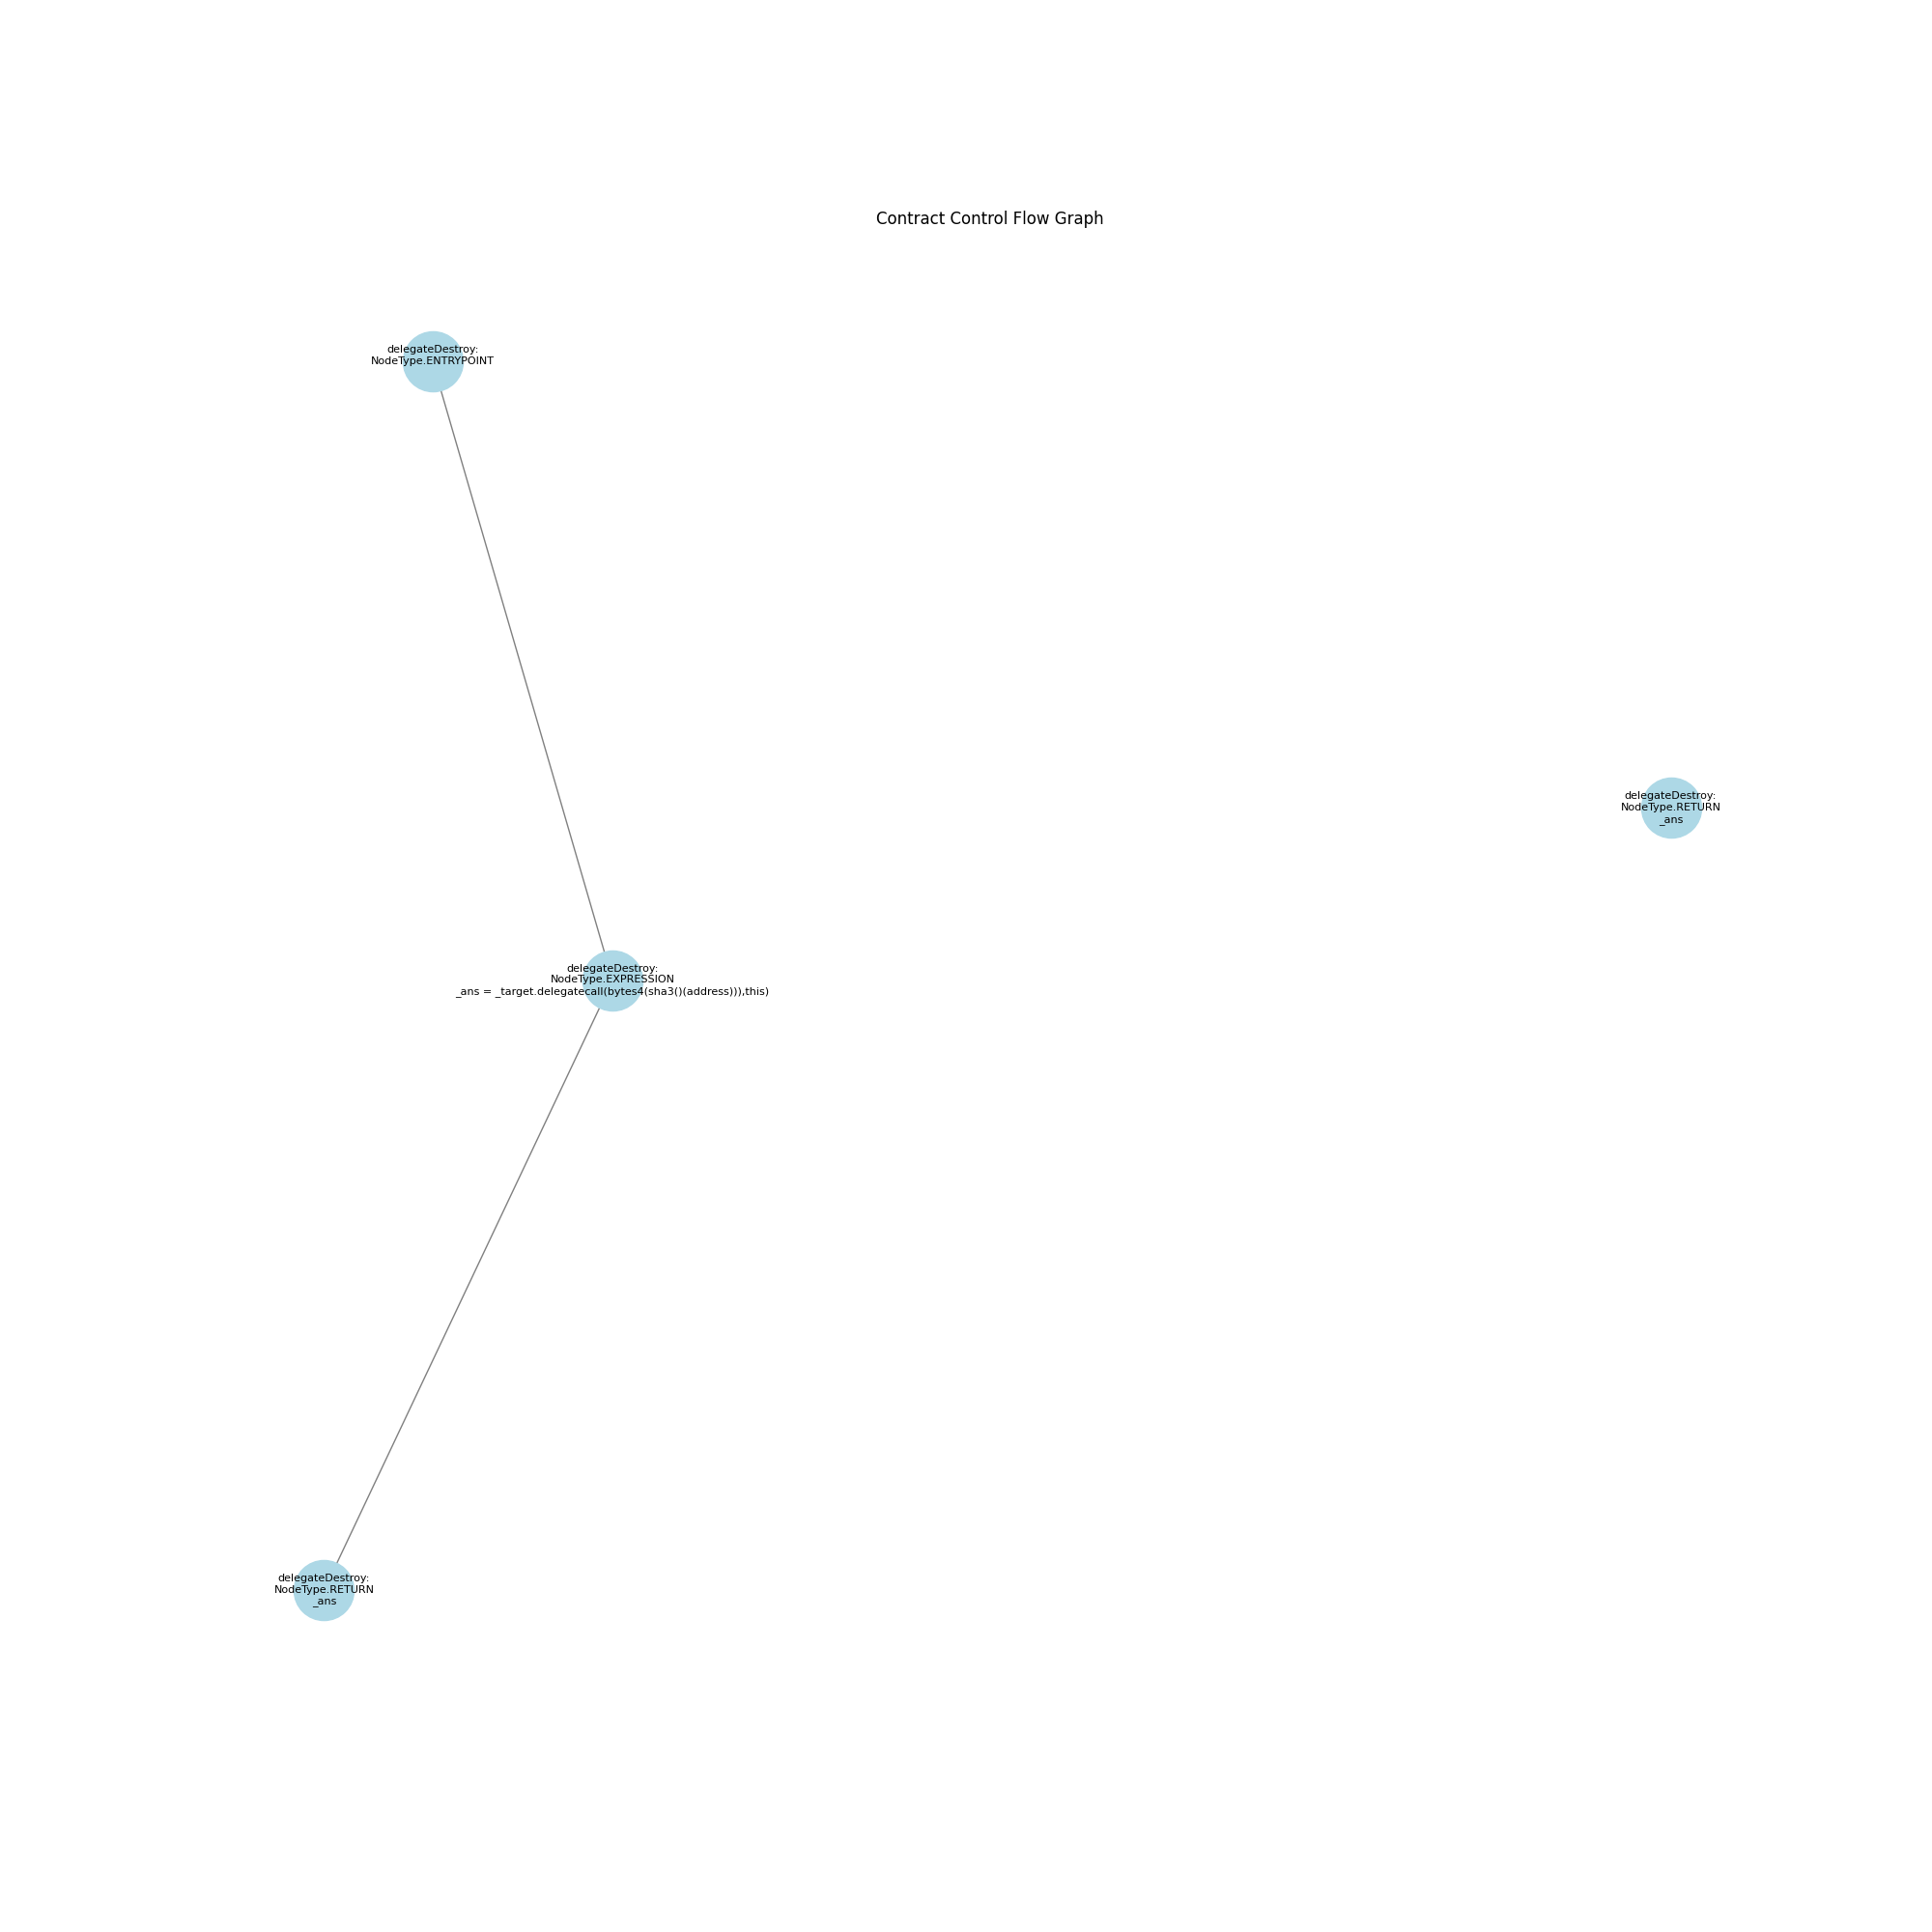 Contract Control Flow Graph
delegateDestroy:
NodeType.ENTRYPOINT
delegateDestroy:
NodeType.RETURN
_ans
delegateDestroy:
NodeType.EXPRESSION
_ans = _target.delegatecall(bytes4(sha3()(address))),this)
delegateDestroy:
NodeType.RETURN
_ans